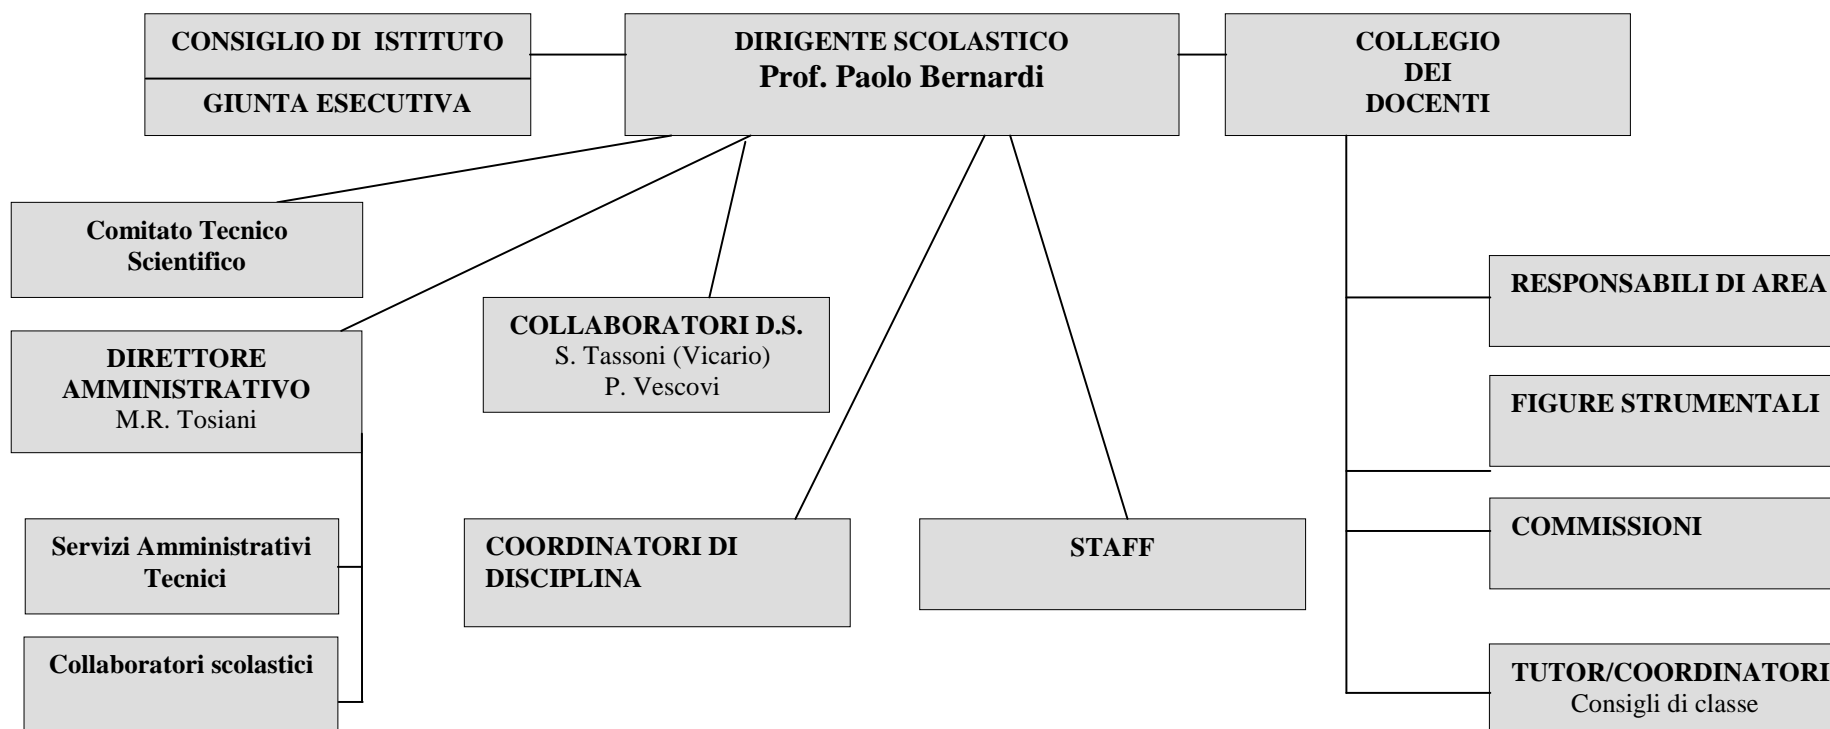 CONSIGLIO DI ISTITUTO
GIUNTA ESECUTIVA
DIRIGENTE SCOLASTICO
Prof. Paolo Bernardi
COLLEGIO
DEI
DOCENTI
Comitato Tecnico
Scientifico
DIRETTORE
AMMINISTRATIVO
M.R. Tosiani
COLLABORATORI D.S.
S. Tassoni (Vicario)
P. Vescovi
RESPONSABILI DI AREA
FIGURE STRUMENTALI
Servizi Amministrativi
Tecnici
COORDINATORI DI
DISCIPLINA
STAFF
COMMISSIONI
Collaboratori scolastici
TUTOR/COORDINATORI
Consigli di classe